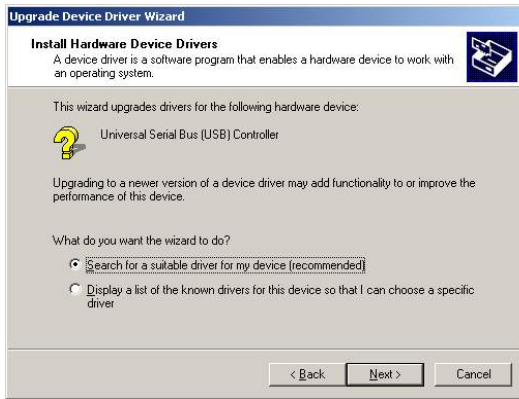 Upgrade Device Driver Wizard
Install Hardware Device Drivers
A device driver is a software program that enables a hardware device to work with
an operating system.
This wizard upgrades drivers for the following hardware device:
Universal Serial Bus (USB) Controller
Upgrading to a newer version of a device driver may add functionality to or improve the
performance of this device.
What do you want the wizard to do?
Search for a suitable driver for my device (recommended)
Display a list of the known drivers for this device so that I can choose a specific
driver
< Back Next > Cancel